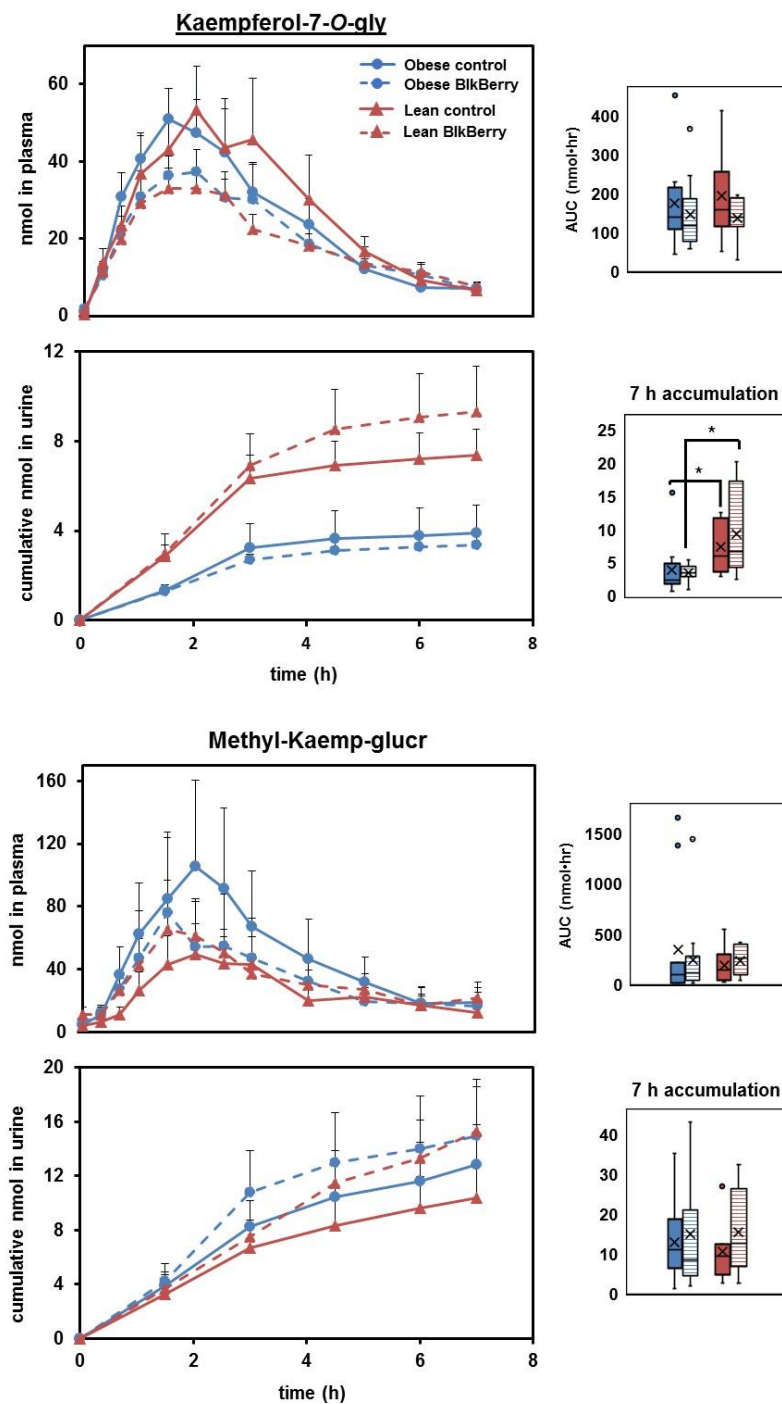 Kaempferol-7-O-gly
60
40
20
0
nmol in plasma
Obese control
Obese BlkBerry
Lean control
Lean BlkBerry
400
300
200
100
0
AUC (nmol•hr)
12
8
4
0
cumulative nmol in urine
0 2 4 6 8
time (h)
7 h accumulation
25
20
15
10
5
0
*
*
Methyl-Kaemp-glucr
160
120
80
40
0
nmol in plasma
1500
1000
500
0
AUC (nmol•hr)
20
16
12
8
4
0
cumulative nmol in urine
0 2 4 6 8
time (h)
7 h accumulation
40
30
20
10
0